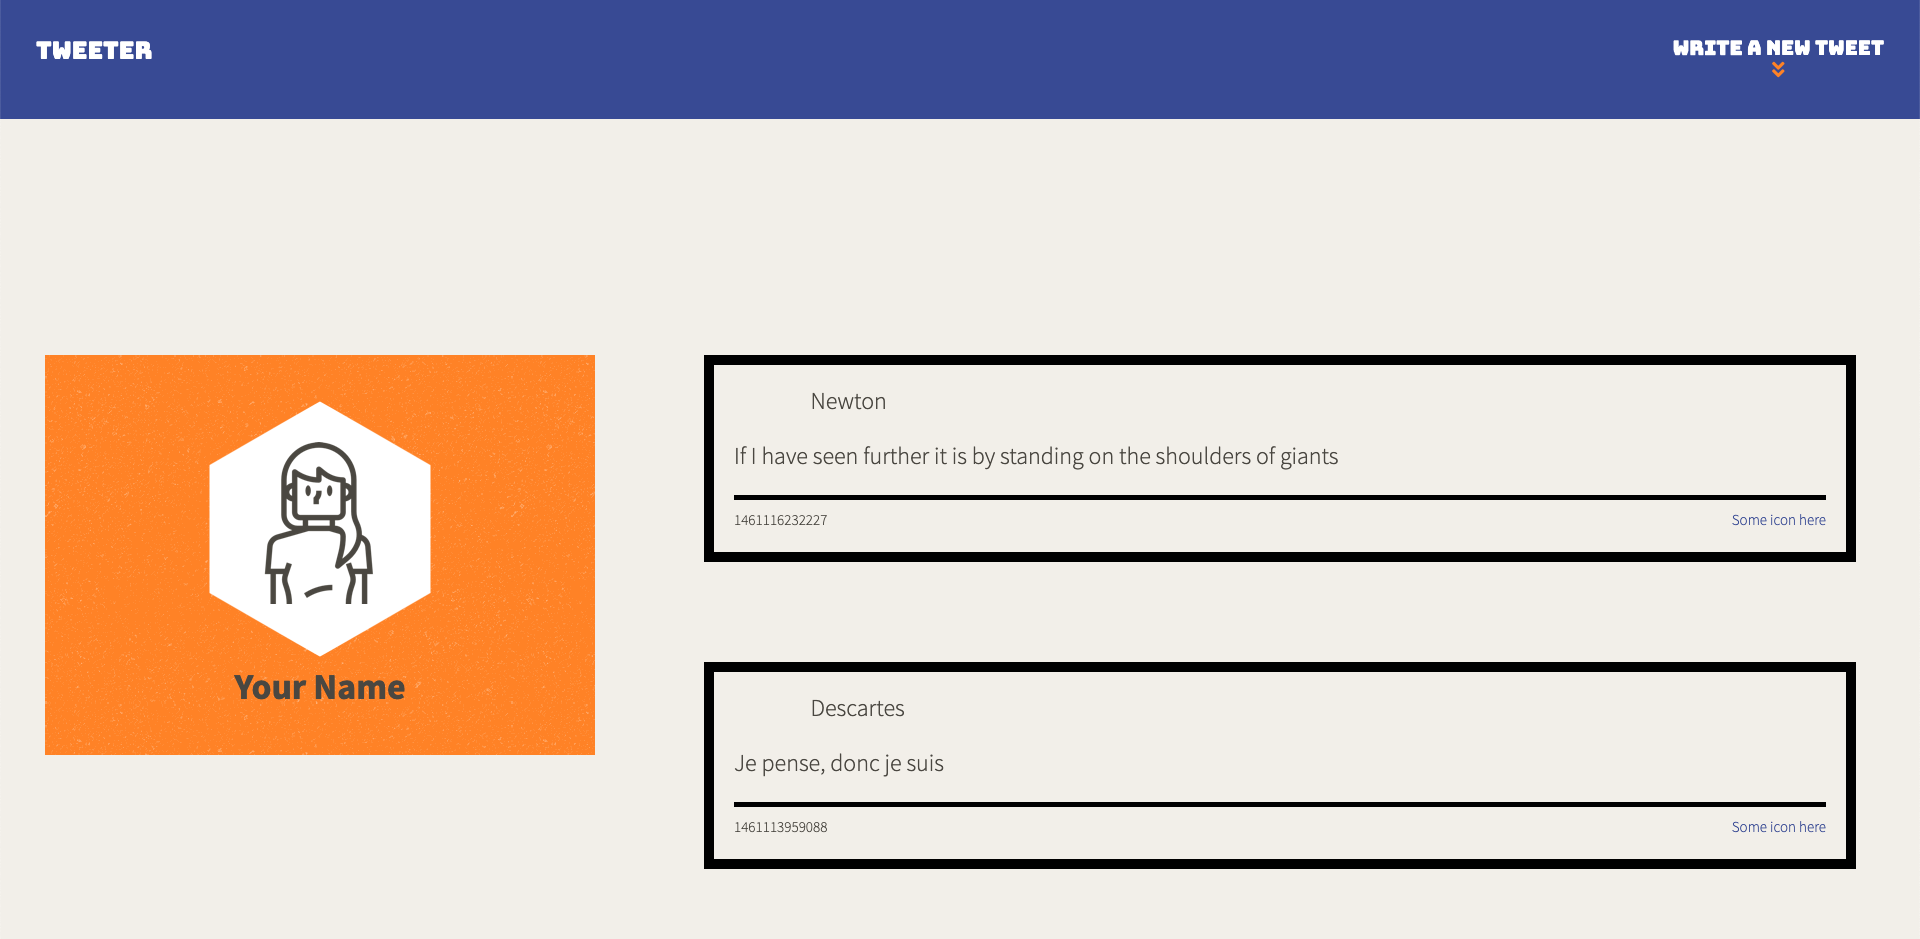 TWEETER
WRITE A NEW TWEET
Your Name
Newton
If I have seen further it is by standing on the shoulders of giants
1461116232227
Some icon here
Descartes
Je pense, donc je suis
1461113959088
Some icon here